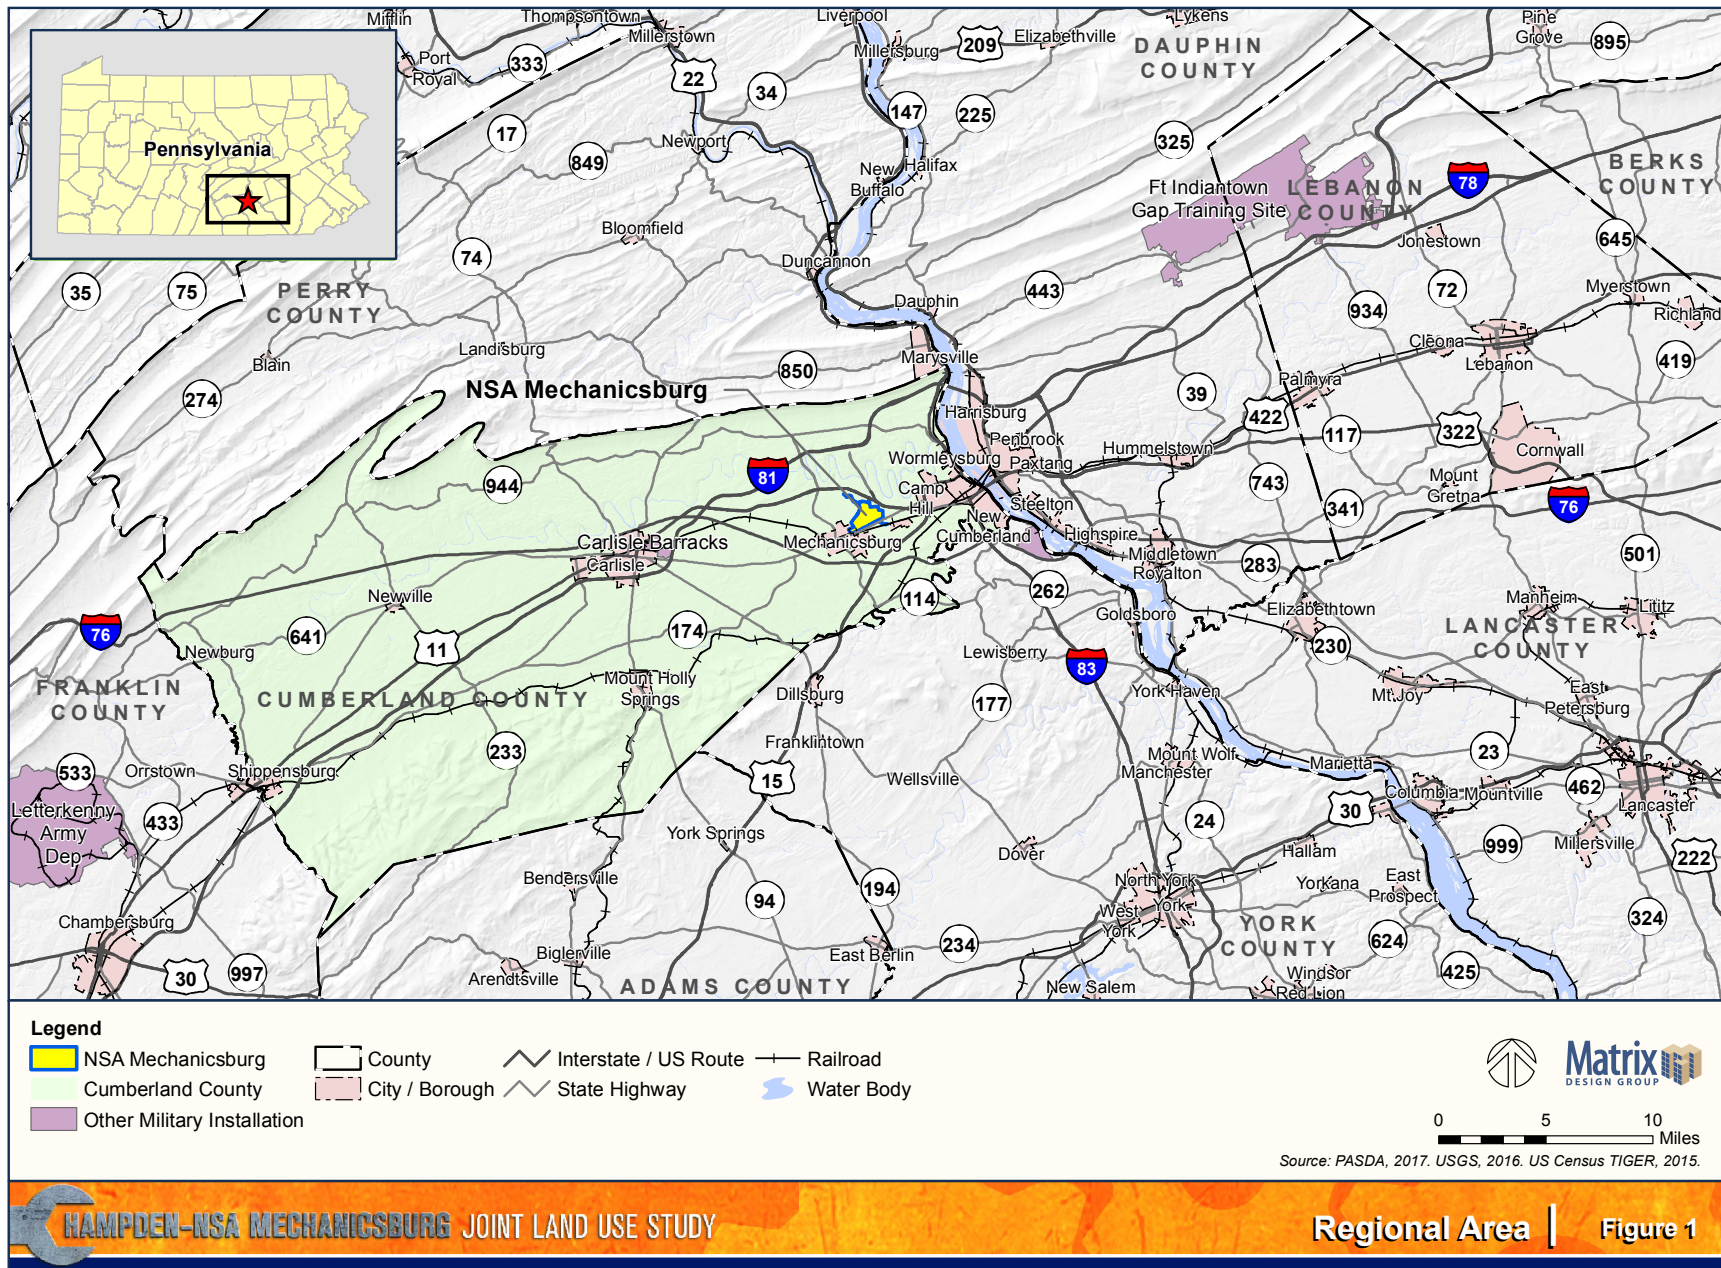 Mifflin
Thompsontown
Liverpool
Lykens
Pine
Grove
895
Millerstown
Port
Royal
333
22
Millersburg
209
Elizabethville
DAUPHIN
COUNTY
Pennsylvania
17
34
147
225
325
849
Newport
New
Buffalo
Halifax
Ft Indiantown
Gap Training Site
LEBANON
COUNTY
78
BERKS
COUNTY
Bloomfield
74
Duncannon
Jonestown
645
35
75
PERRY
COUNTY
Dauphin
443
934
72
Myerstown
Richland
Blain
Landisburg
850
Marysville
Cleona
Lebanon
419
274
NSA Mechanicsburg
Harrisburg
39
Palmyra
422
117
322
Cornwall
Penbrook
Paxtang
Hummelstown
Wormleysburg
944
81
Camp
Hill
Steelton
743
Mount
Gretna
341
76
Carlisle Barracks
Carlisle
Mechanicsburg
New
Cumberland
Highspire
Middletown
Royalton
283
501
76
Newville
641
11
174
114
262
Goldsboro
Elizabethtown
Manheim
Lititz
230
LANCASTER
COUNTY
Newburg
Lewisberry
83
FRANKLIN
COUNTY
CUMBERLAND COUNTY
Mount Holly
Springs
Dillsburg
177
York Haven
Mt Joy
East
Petersburg
533
Orrstown
Shippensburg
233
Franklintown
15
Wellsville
Mount Wolf
Manchester
Marietta
23
Letterkenny
Army
Dep
433
York Springs
24
30
Columbia
Mountville
462
Lancaster
Dover
Hallam
999
Millersville
222
Bendersville
94
194
North York
West
York
York
Yorkana
East
Prospect
324
Chambersburg
30
997
Arendtsville
Biglerville
East Berlin
234
YORK
COUNTY
624
425
ADAMS COUNTY
New Salem
Windsor
Red Lion
Legend
NSA Mechanicsburg
County
Interstate / US Route
Railroad
Cumberland County
City / Borough
State Highway
Water Body
Other Military Installation
Matrix
DESIGN GROUP
0 5 10
Miles
Source: PASDA, 2017. USGS, 2016. US Census TIGER, 2015.
HAMPDEN-NSA MECHANICSBURG JOINT LAND USE STUDY
Regional Area | Figure 1